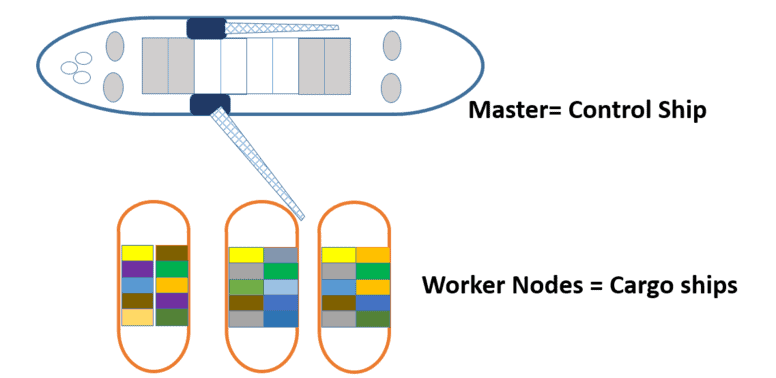 Master= Control Ship
Worker Nodes = Cargo ships